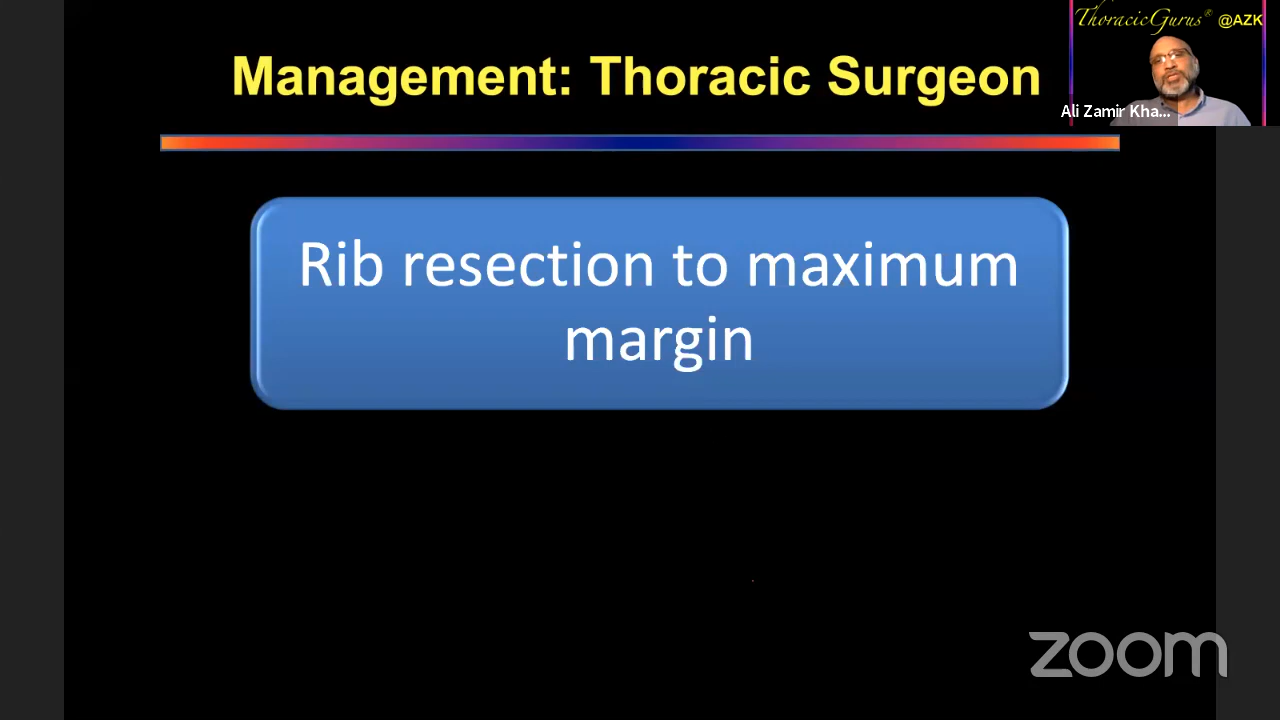 ThoracicGurus® @AZK
Management: Thoracic Surgeon
Ali Zamir Kha...
Rib resection to maximum
margin
zoom